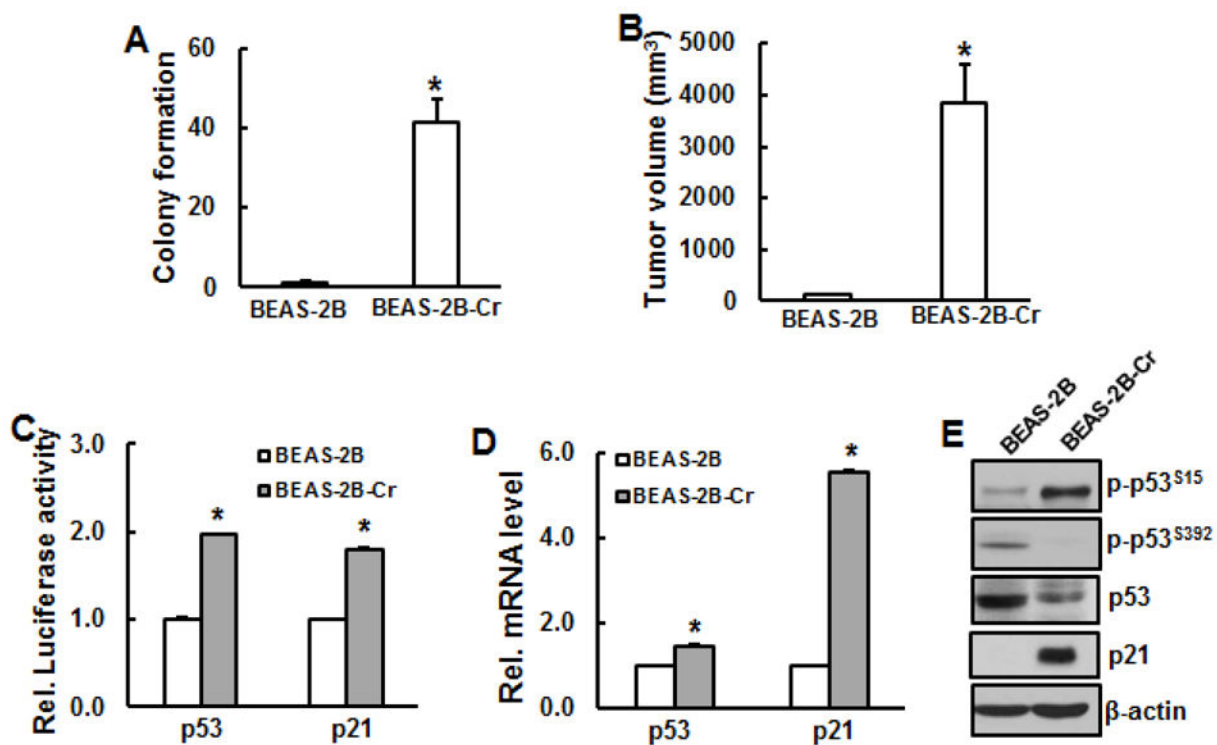 A
Colony formation
60
40
20
0
BEAS-2B
BEAS-2B-Cr
*
B
Tumor volume (mm³)
5000
4000
3000
2000
1000
0
BEAS-2B
BEAS-2B-Cr
*
C
Rel. Luciferase activity
3.0
2.0
1.0
0.0
BEAS-2B
BEAS-2B-Cr
*
*
p53
p21
D
Rel. mRNA level
6.0
4.0
2.0
0.0
BEAS-2B
BEAS-2B-Cr
*
*
p53
p21
E
BEAS-2B
BEAS-2B-Cr
p-p53S15
p-p53S392
p53
p21
β-actin